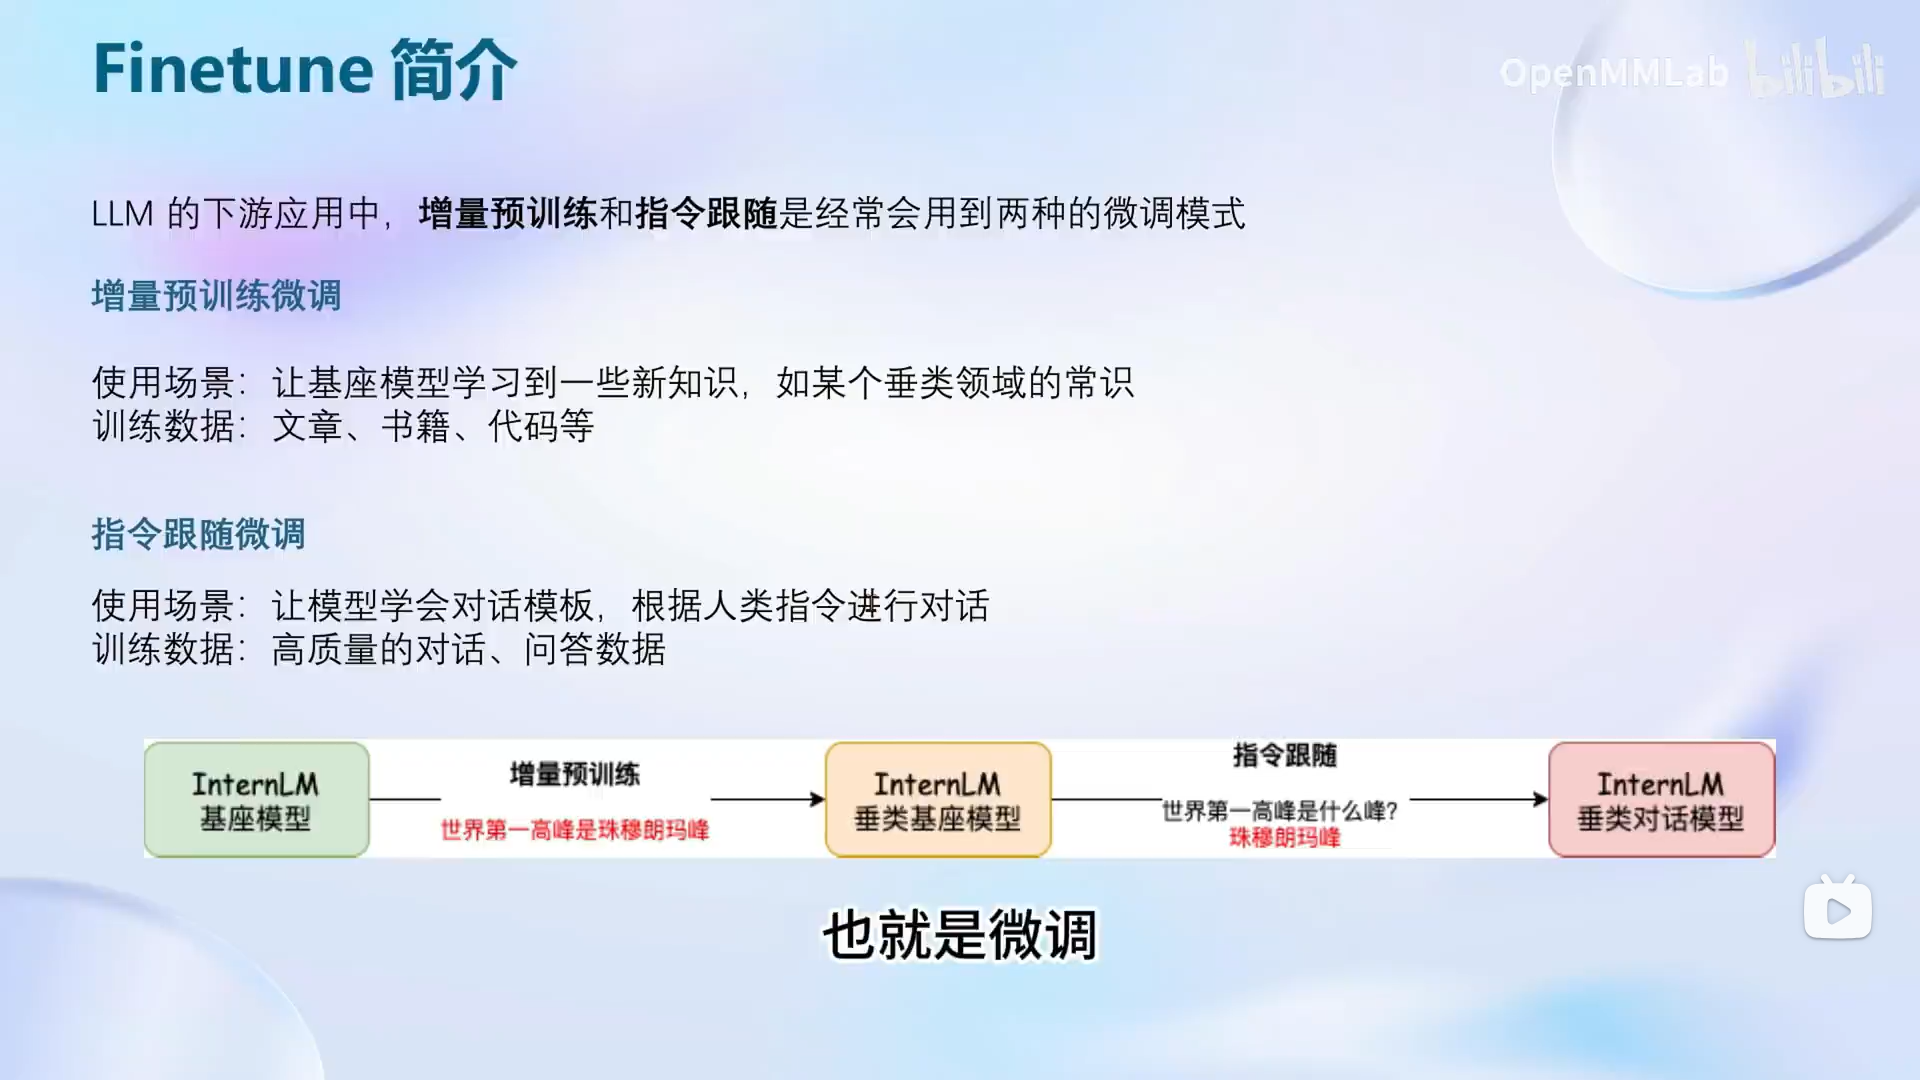 Finetune 简介
OpenMMLab bilibili
LLM 的下游应用中，增量预训练和指令跟随是经常会用到两种的微调模式
增量预训练微调
使用场景：让基座模型学习到一些新知识，如某个垂类领域的常识
训练数据：文章、书籍、代码等
指令跟随微调
使用场景：让模型学会对话模板，根据人类指令进行对话
训练数据：高质量的对话、问答数据
InternLM
基座模型
增量预训练
世界第一高峰是珠穆朗玛峰
InternLM
垂类基座模型
指令跟随
世界第一高峰是什么峰？
珠穆朗玛峰
InternLM
垂类对话模型
也就是微调